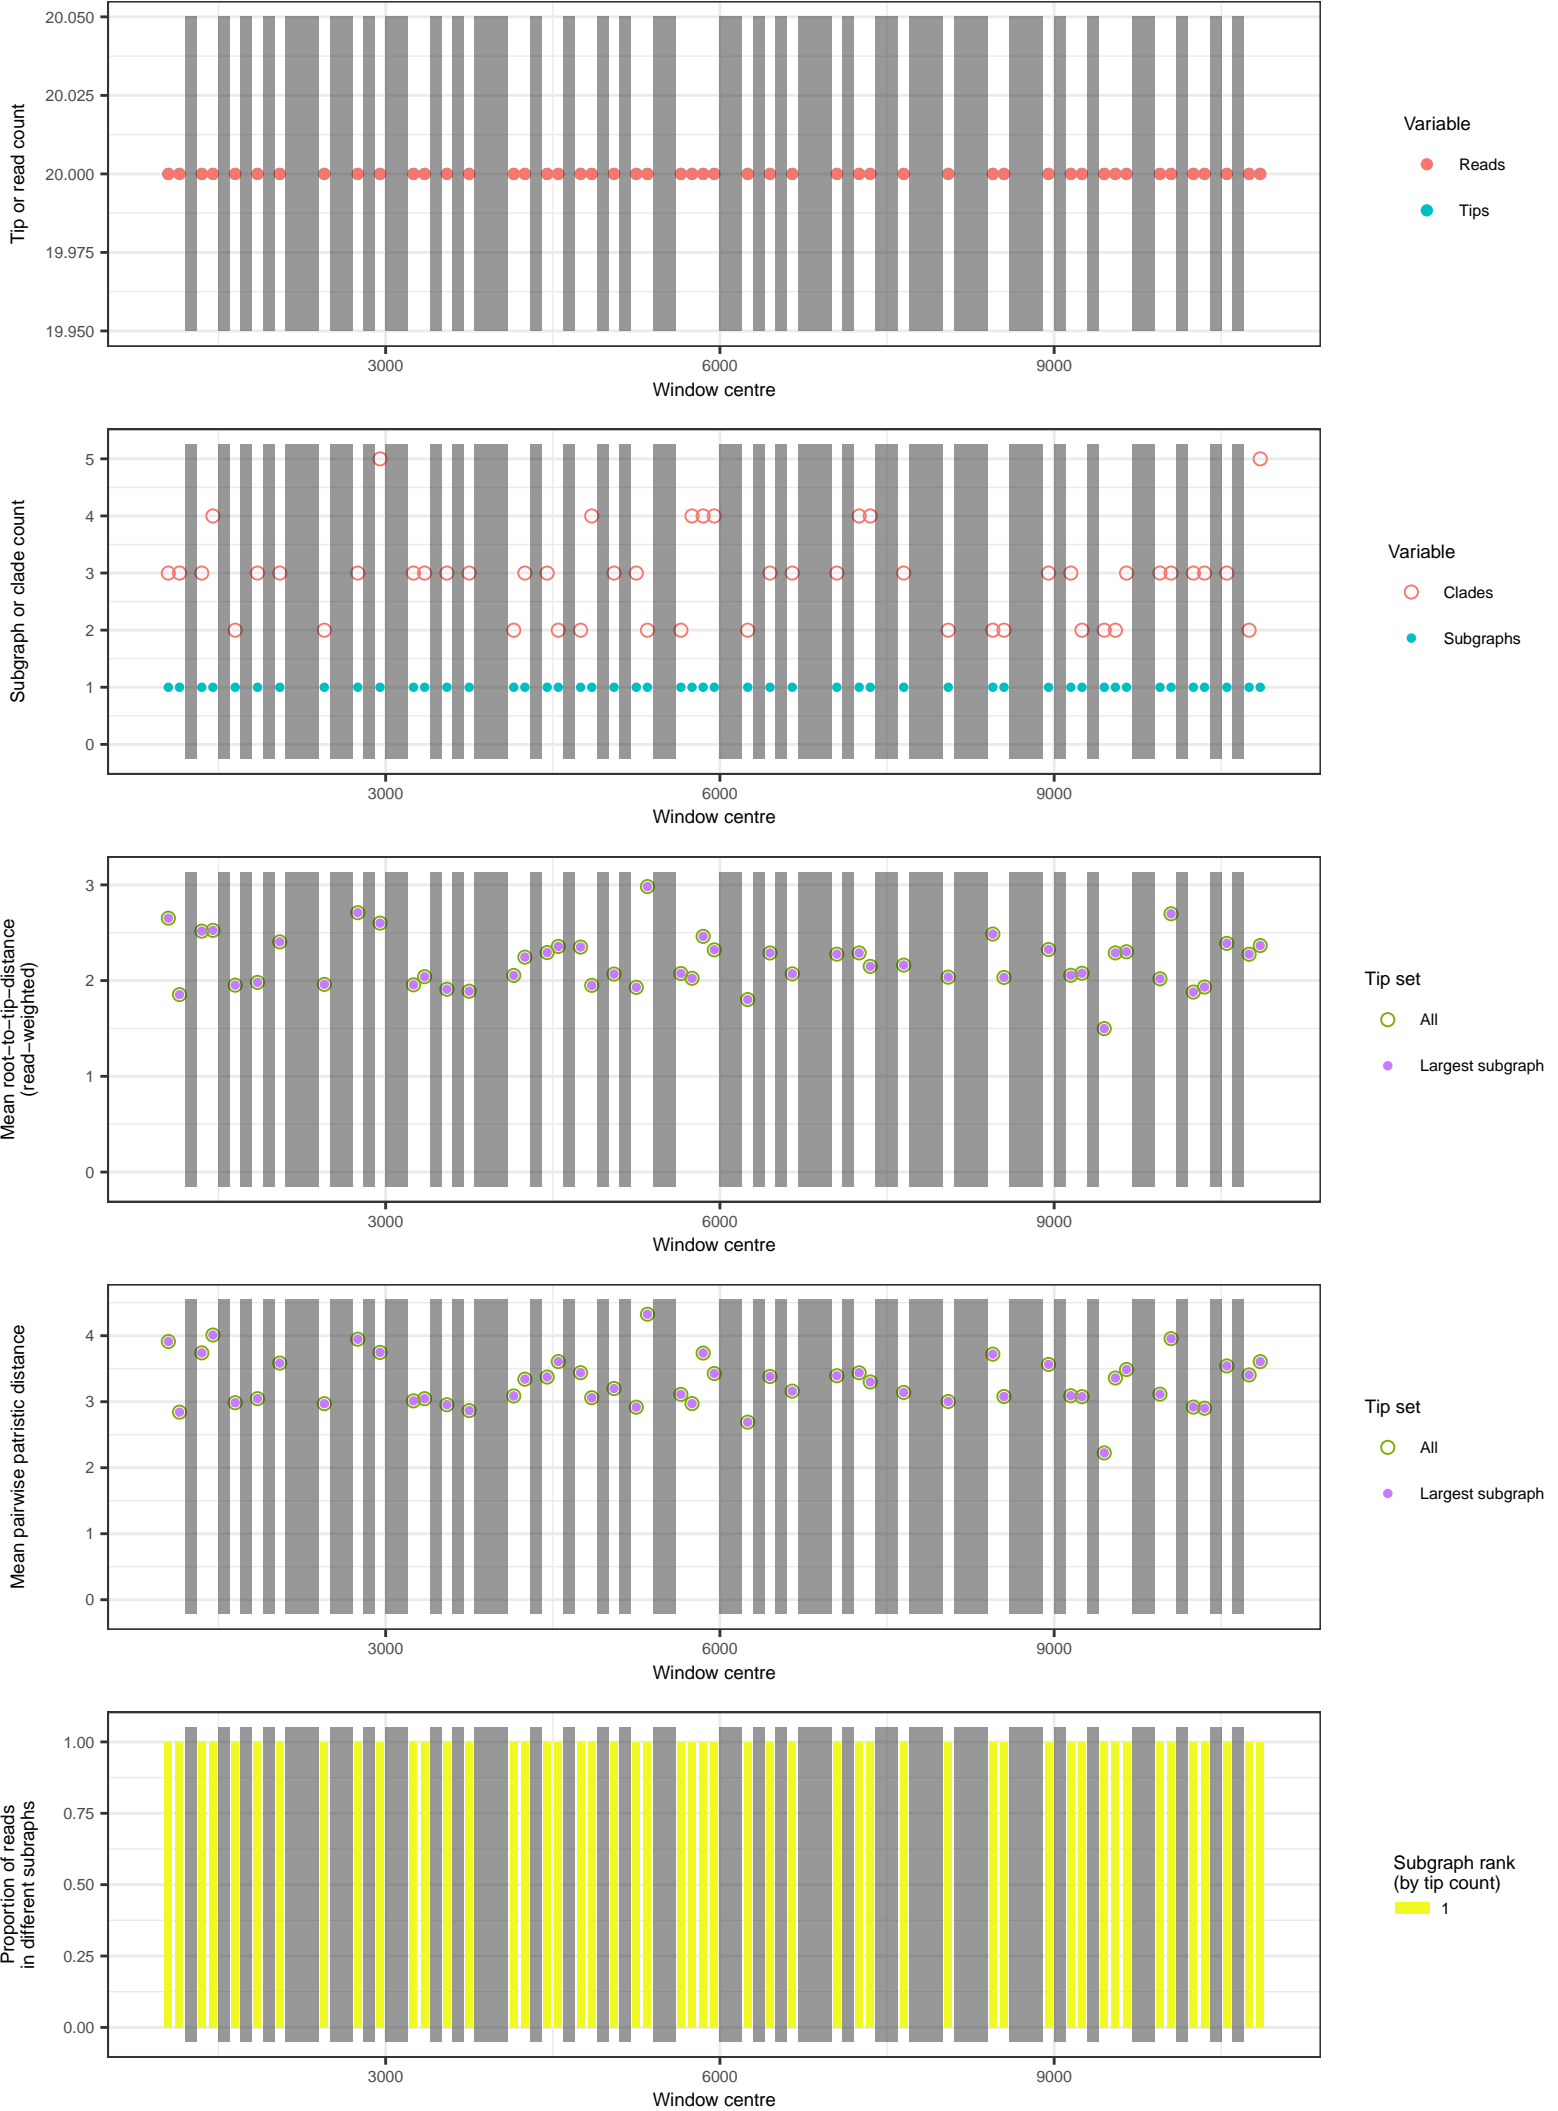 20.050
20.025
20.000
19.975
19.950
Tip or read count
3000 6000 9000
Window centre
Variable
Reads
Tips
5
4
3
2
1
0
Subgraph or clade count
3000 6000 9000
Window centre
Variable
Clades
Subgraphs
3
2
1
0
Mean root−to−tip−distance
(read−weighted)
3000 6000 9000
Window centre
Tip set
All
Largest subgraph
4
3
2
1
0
Mean pairwise patristic distance
3000 6000 9000
Window centre
Tip set
All
Largest subgraph
1.00
0.75
0.50
0.25
0.00
Proportion of reads
in different subraphs
3000 6000 9000
Window centre
Subgraph rank
(by tip count)
1